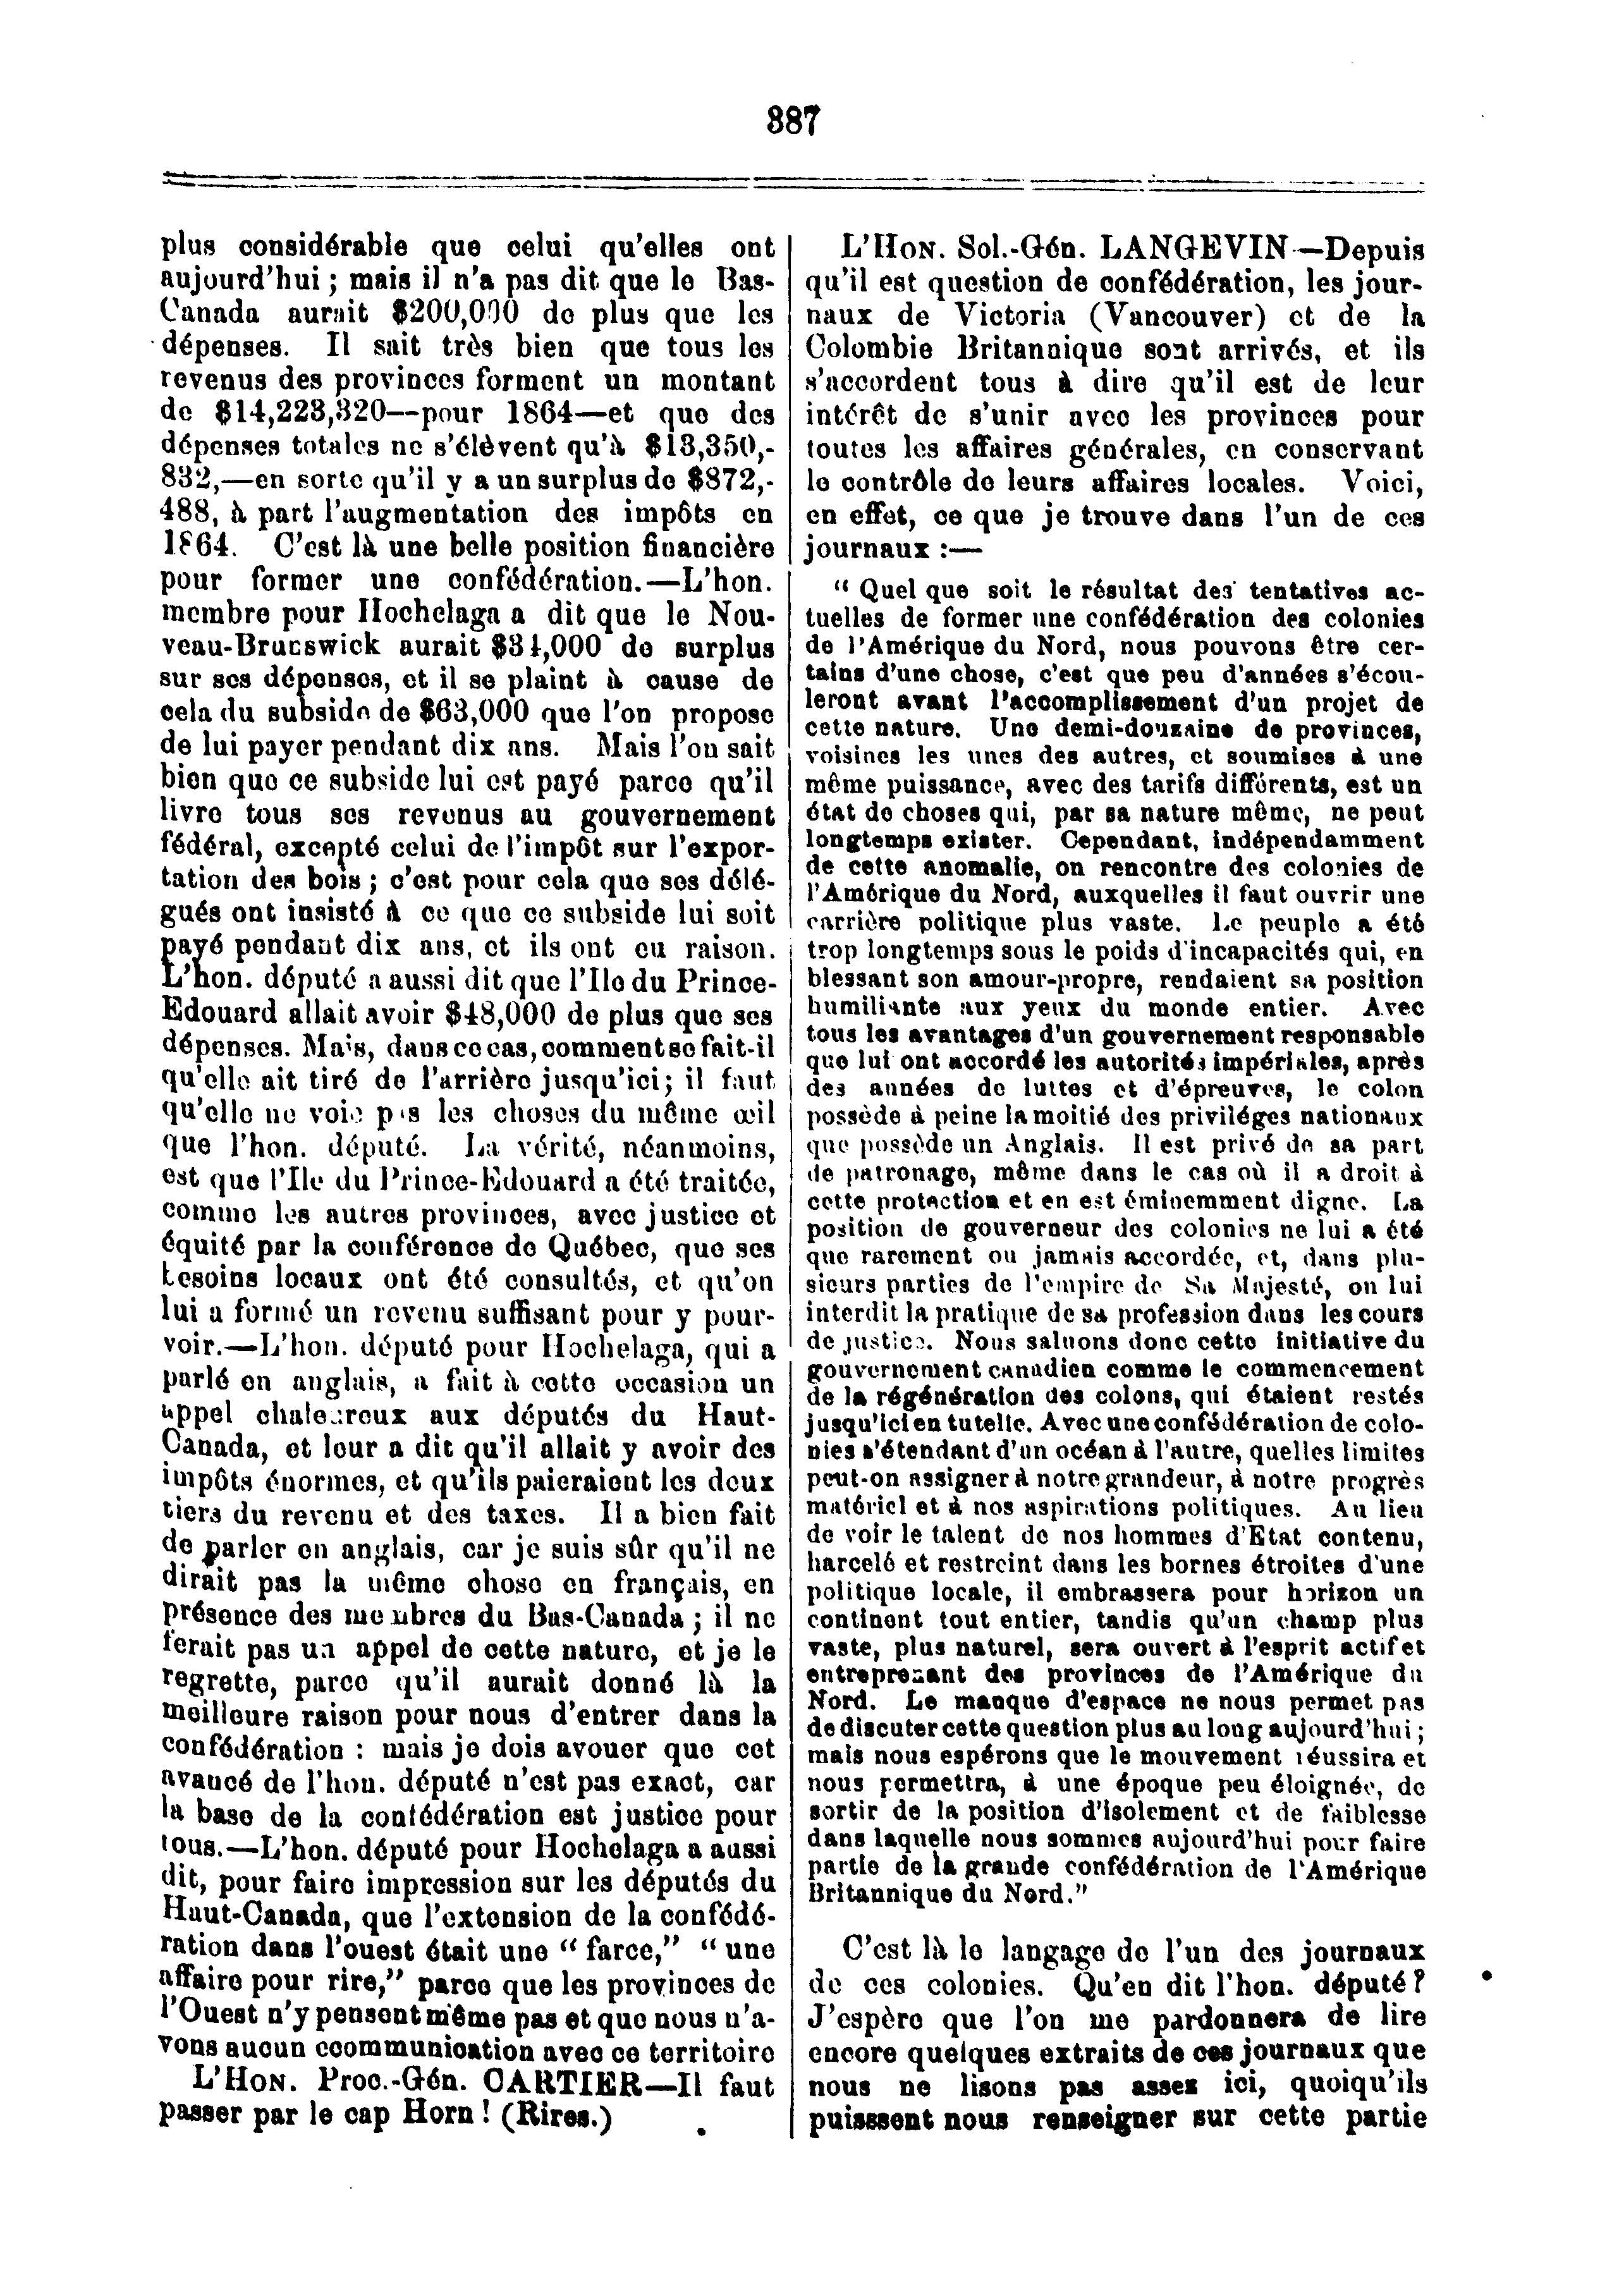 387
plus considérable que celui qu'elles ont
aujourd'hui ; mais il n'a pas dit que le Bas-
Canada aurait $200,000 de plus que les
dépenses. Il sait très bien que tous les
revenus des provinces forment un montant
de $14,223,320—pour 1864—et que des
dépenses totales ne s'élèvent qu'à $13,350,-
832,—en sorte qu'il y a un surplus de $872,-
488, à part l'augmentation des impôts en
1864. C'est là une belle position financière
pour former une confédération.—L'hon.
membre pour Hochelaga a dit que le Nou-
veau-Brunswick aurait $34,000 de surplus
sur ses dépenses, et il se plaint à cause de
cela du subside de $63,000 que l'on propose
de lui payer pendant dix ans. Mais l'on sait
bien que ce subside lui est payé parce qu'il
livre tous ses revenus au gouvernement
fédéral, excepté celui de l'impôt sur l'expor-
tation des bois ; c'est pour cela que ses délé-
gués ont insisté à ce que ce subside lui soit
payé pendant dix ans, et ils ont eu raison.
L'hon. député a aussi dit que l'Ile du Prince-
Edouard allait avoir $48,000 de plus que ses
dépenses. Mais, dans ce cas, comment se fait-il
qu'elle ait tiré de l'arrière jusqu'ici; il faut
qu'elle ne voie pas les choses du même œil
que l'hon. député. La vérité, néanmoins,
est que l'Ile du Prince-Edouard a été traitée,
comme les autres provinces, avec justice et
équité par la conférence de Québec, que ses
besoins locaux ont été consultés, et qu'on
lui a formé un revenu suffisant pour y pour-
voir.—L'hon. député pour Hochelaga, qui a
parlé en anglais, a fait à cette occasion un
appel chaleureux aux députés du Haut-
Canada, et leur a dit qu'il allait y avoir des
impôts énormes, et qu'ils paieraient les deux
tiers du revenu et des taxes. Il a bien fait
de parler en anglais, car je suis sûr qu'il ne
dirait pas la même chose en français, en
présence des membres du Bas-Canada ; il ne
ferait pas un appel de cette nature, et je le
regrette, parce qu'il aurait donné là la
meilleure raison pour nous d'entrer dans la
confédération : mais je dois avouer que cet
avancé de l'hon. député n'est pas exact, car
la base de la confédération est justice pour
tous.—L'hon. député pour Hochelaga a aussi
dit, pour faire impression sur les députés du
Haut-Canada, que l'extension de la confédé-
ration dans l'ouest était une “ farce,” “ une
affaire pour rire,” parce que les provinces de
l'Ouest n'y pensent même pas et que nous n'a-
vons aucun ccommunication avec ce territoire
L'HON. Proc.-Gén. CARTIER—Il faut
passer par le cap Horn ! (Rires.)
L'HON. Sol.-Gén. LANGEVIN—Depuis
qu'il est question de confédération, les jour-
naux de Victoria (Vancouver) et de la
Colombie Britannique sont arrivés, et ils
s'accordent tous à dire qu'il est de leur
intérêt de s'unir avec les provinces pour
toutes les affaires générales, en conservant
le contrôle de leurs affaires locales. Voici,
en effet, ce que je trouve dans l'un de ces
journaux :—
“ Quel que soit le résultat des tentatives ac-
tuelles de former une confédération des colonies
de l'Amérique du Nord, nous pouvons être cer-
tains d'une chose, c'est que peu d'années s'écou-
leront avant l'accomplissement d'un projet de
cette nature. Une demi-douzaine de provinces,
voisines les unes des autres, et soumises à une
même puissance, avec des tarifs différents, est un
état de choses qui, par sa nature même, ne peut
longtemps exister. Cependant, indépendamment
de cette anomalie, on rencontre des colonies de
l'Amérique du Nord, auxquelles il faut ouvrir une
carrière politique plus vaste. Le peuple a été
trop longtemps sous le poids d'incapacités qui, en
blessant son amour-propre, rendaient sa position
humiliante aux yeux du monde entier. Avec
tous les avantages d'un gouvernement responsable
que lui ont accordé les autorités impériales, après
des années de luttes et d'épreuves, le colon
possède à peine la moitié des priviléges nationaux
que possède un Anglais. Il est privé de sa part
de patronage, même dans le cas où il a droit à
cette protection et en est éminemment digne. La
position de gouverneur des colonies ne lui a été
que rarement ou jamais accordée, et, dans plu-
sieurs parties de l'empire de Sa Majesté, on lui
interdit la pratique de sa profession dans les cours
de justice. Nous saluons donc cette initiative du
gouvernement canadien comme le commencement
de la régénération des colons, qui étaient restés
jusqu'ici en tutelle. Avec une confédération de colo-
nies s'étendant d'un océan à l'autre, quelles limites
peut-on assigner à notre grandeur, à notre progrès
matériel et à nos aspirations politiques. Au lieu
de voir le talent de nos hommes d'Etat contenu,
harcelé et restreint dans les bornes étroites d'une
politique locale, il embrassera pour horizon un
continent tout entier, tandis qu'un champ plus
vaste, plus naturel, sera ouvert à l'esprit actif et
entreprenant des provinces de l'Amérique du
Nord. Le manque d'espace ne nous permet pas
de discuter cette question plus au long aujourd'hui ;
mais nous espérons que le mouvement réussira et
nous permettra, à une époque peu éloignée, de
sortir de la position d'isolement et de faiblesse
dans laquelle nous sommes aujourd'hui pour faire
partie de la grande confédération de l'Amérique
Britannique du Nord.”
C'est là le langage de l'un des journaux
de ces colonies. Qu'en dit l'hon. député?
J'espère que l'on me pardonnera de lire
encore quelques extraits de ces journaux que
nous ne lisons pas assez ici, quoiqu'ils
puisssent nous renseigner sur cette partie